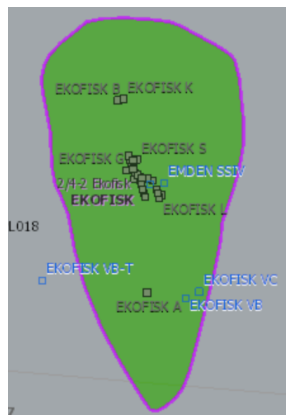 EKOFISK B EKOFISK K
EKOFISK S
EKOFISK G
EMDEN SSIV
2/4-2 Ekofisk
EKOFISK
EKOFISK L
L018
EKOFISK VB-T
EKOFISK VC
EKOFISK A
EKOFISK VB